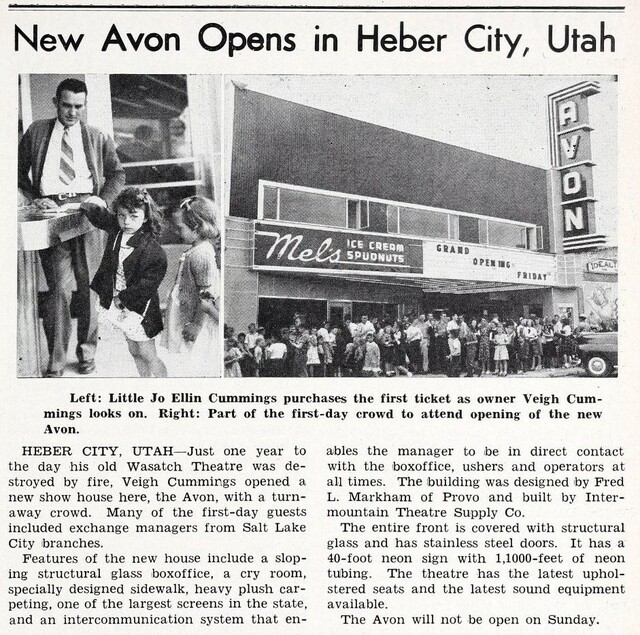 New Avon Opens in Heber City, Utah
AVON
Mels ICE CREAM
SPUDNUTS
GRAND
OPENING
FRIDAY
IDEAL
Left: Little Jo Ellin Cummings purchases the first ticket as owner Veigh Cum-
mings looks on. Right: Part of the first-day crowd to attend opening of the new
Avon.
HEBER CITY, UTAH—Just one year to
the day his old Wasatch Theatre was de-
stroyed by fire, Veigh Cummings opened a
new show house here, the Avon, with a turn-
away crowd. Many of the first-day guests
included exchange managers from Salt Lake
City branches.
Features of the new house include a slop-
ing structural glass boxoffice, a cry room,
specially designed sidewalk, heavy plush car-
peting, one of the largest screens in the state,
and an intercommunication system that en-
ables the manager to be in direct contact
with the boxoffice, ushers and operators at
all times. The building was designed by Fred
L. Markham of Provo and built by Inter-
mountain Theatre Supply Co.
The entire front is covered with structural
glass and has stainless steel doors. It has a
40-foot neon sign with 1,1000-feet of neon
tubing. The theatre has the latest uphol-
stered seats and the latest sound equipment
available.
The Avon will not be open on Sunday.